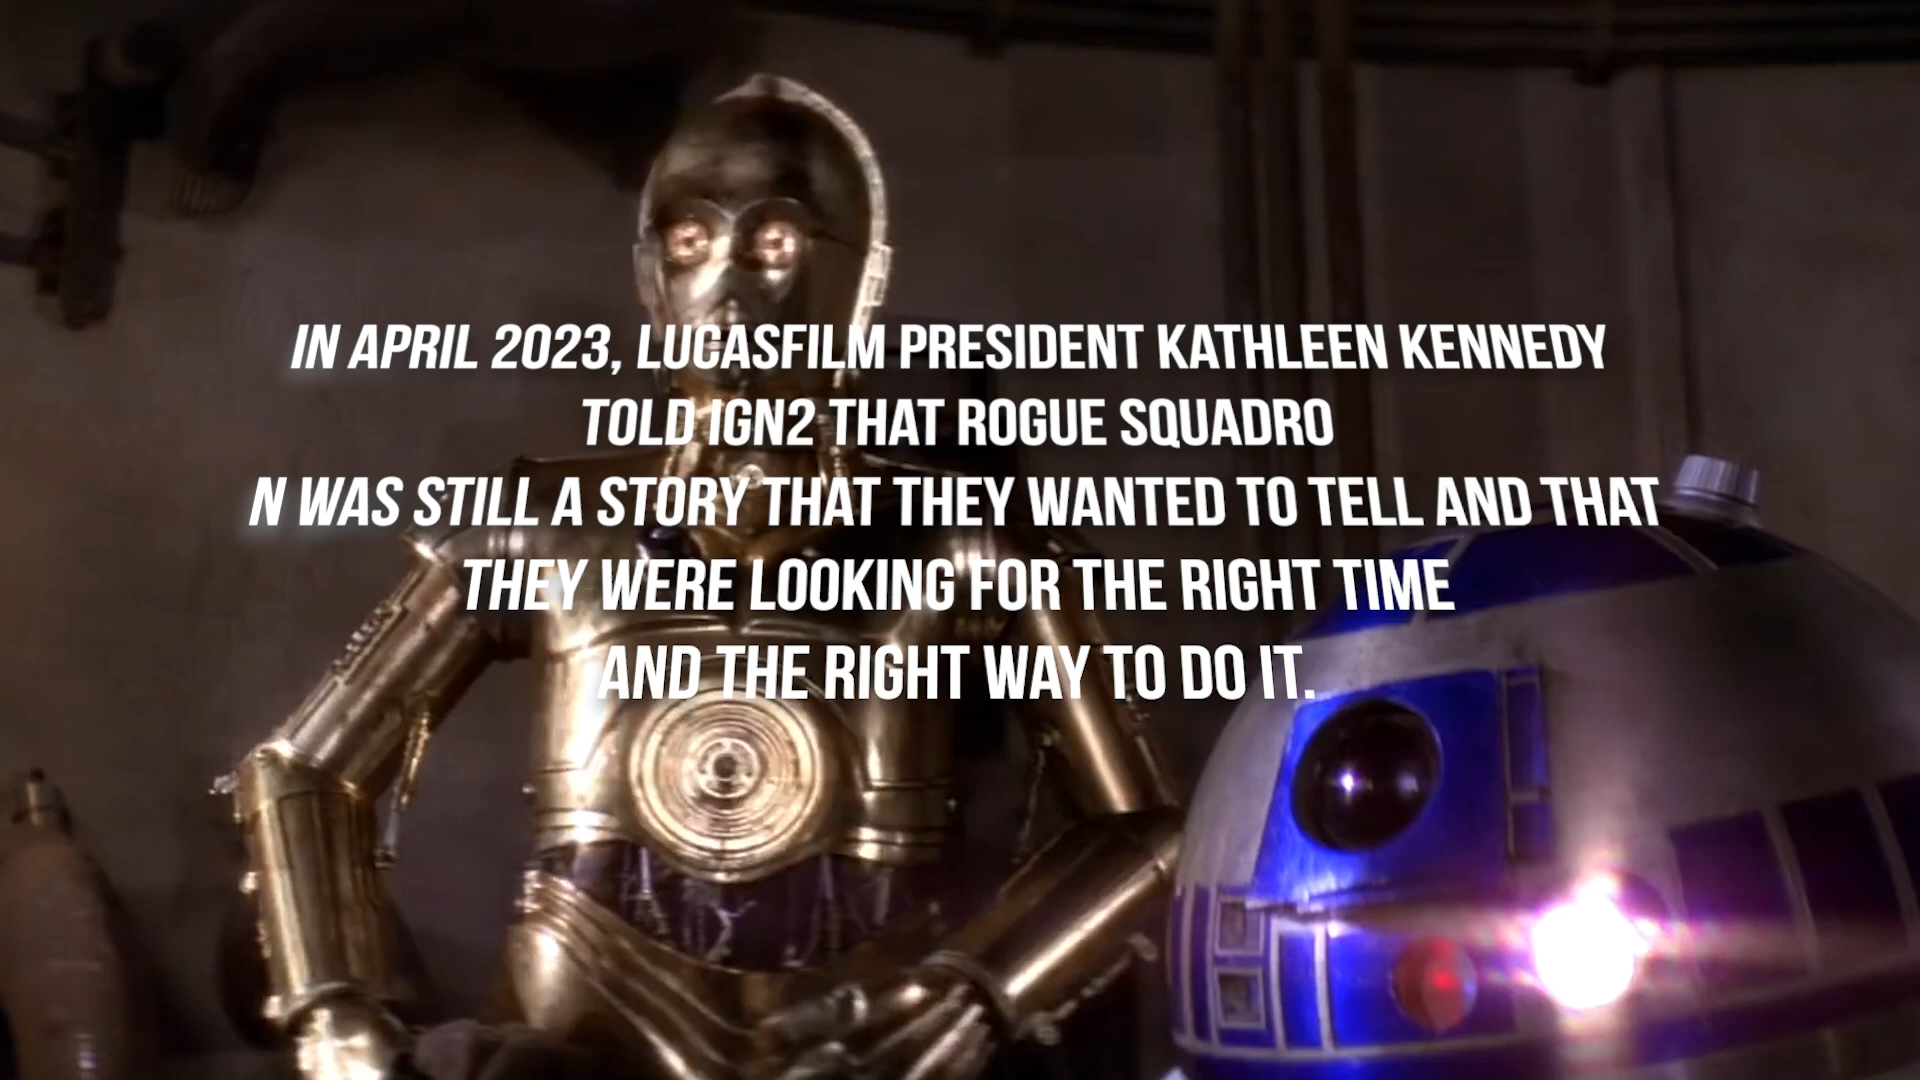 IN APRIL 2023, LUCASFILM PRESIDENT KATHLEEN KENNEDY
TOLD IGN2 THAT ROGUE SQUADRO
N WAS STILL A STORY THAT THEY WANTED TO TELL AND THAT
THEY WERE LOOKING FOR THE RIGHT TIME
AND THE RIGHT WAY TO DO IT.